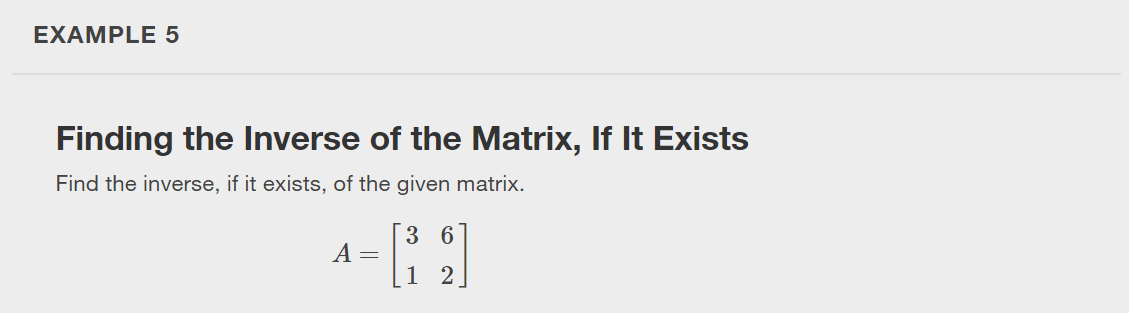 EXAMPLE 5
Finding the Inverse of the Matrix, If It Exists
Find the inverse, if it exists, of the given matrix.
A = [3 6
1 2]